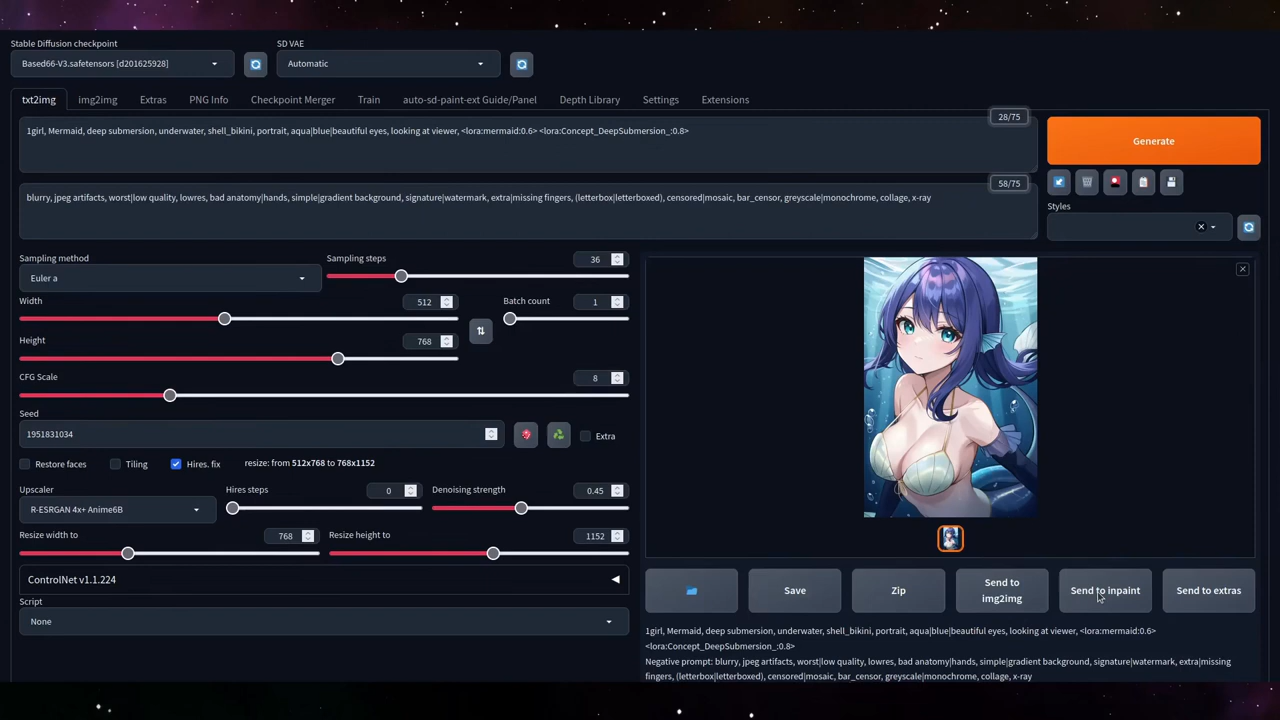 Stable Diffusion checkpoint
SD VAE
Based66-V3.safetensors [d201625928]
Automatic
txt2img
img2img
Extras
PNG Info
Checkpoint Merger
Train
auto-sd-paint-ext Guide/Panel
Depth Library
Settings
Extensions
28/75
1girl, Mermaid, deep submersion, underwater, shell_bikini, portrait, aqua|blue|beautiful eyes, looking at viewer, <lora:mermaid:0.6> <lora:Concept_DeepSubmersion_:0.8>
Generate
58/75
blurry, jpeg artifacts, worst|low quality, lowres, bad anatomy|hands, simple|gradient background, signature|watermark, extra|missing fingers, (letterbox|letterboxed), censored|mosaic, bar_censor, greyscale|monochrome, collage, x-ray
Styles
Sampling method
Sampling steps
36
Euler a
Width
512
Batch count
1
Height
768
CFG Scale
8
Seed
1951831034
Extra
Restore faces
Tiling
Hires. fix
resize: from 512x768 to 768x1152
Upscaler
Hires steps
0
Denoising strength
0.45
R-ESRGAN 4x+ Anime6B
Resize width to
768
Resize height to
1152
ControlNet v1.1.224
Script
None
Save
Zip
Send to
img2img
Send to inpaint
Send to extras
1girl, Mermaid, deep submersion, underwater, shell_bikini, portrait, aqua|blue|beautiful eyes, looking at viewer, <lora:mermaid:0.6>
<lora:Concept_DeepSubmersion_:0.8>
Negative prompt: blurry, jpeg artifacts, worst|low quality, lowres, bad anatomy|hands, simple|gradient background, signature|watermark, extra|missing
fingers, (letterbox|letterboxed), censored|mosaic, bar_censor, greyscale|monochrome, collage, x-ray